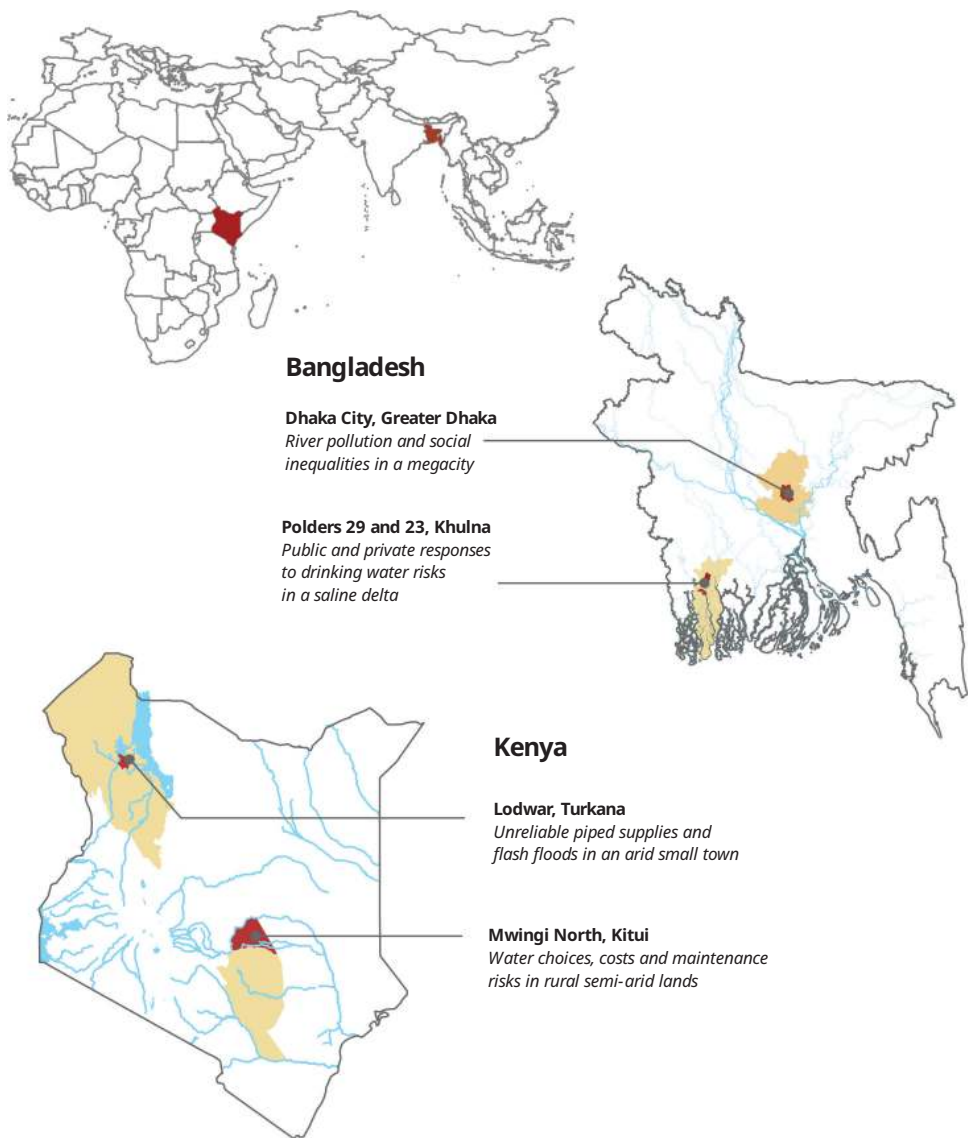 Bangladesh
Dhaka City, Greater Dhaka
River pollution and social
inequalities in a megacity
Polders 29 and 23, Khulna
Public and private responses
to drinking water risks
in a saline delta
Kenya
Lodwar, Turkana
Unreliable piped supplies and
flash floods in an arid small town
Mwingi North, Kitui
Water choices, costs and maintenance
risks in rural semi-arid lands